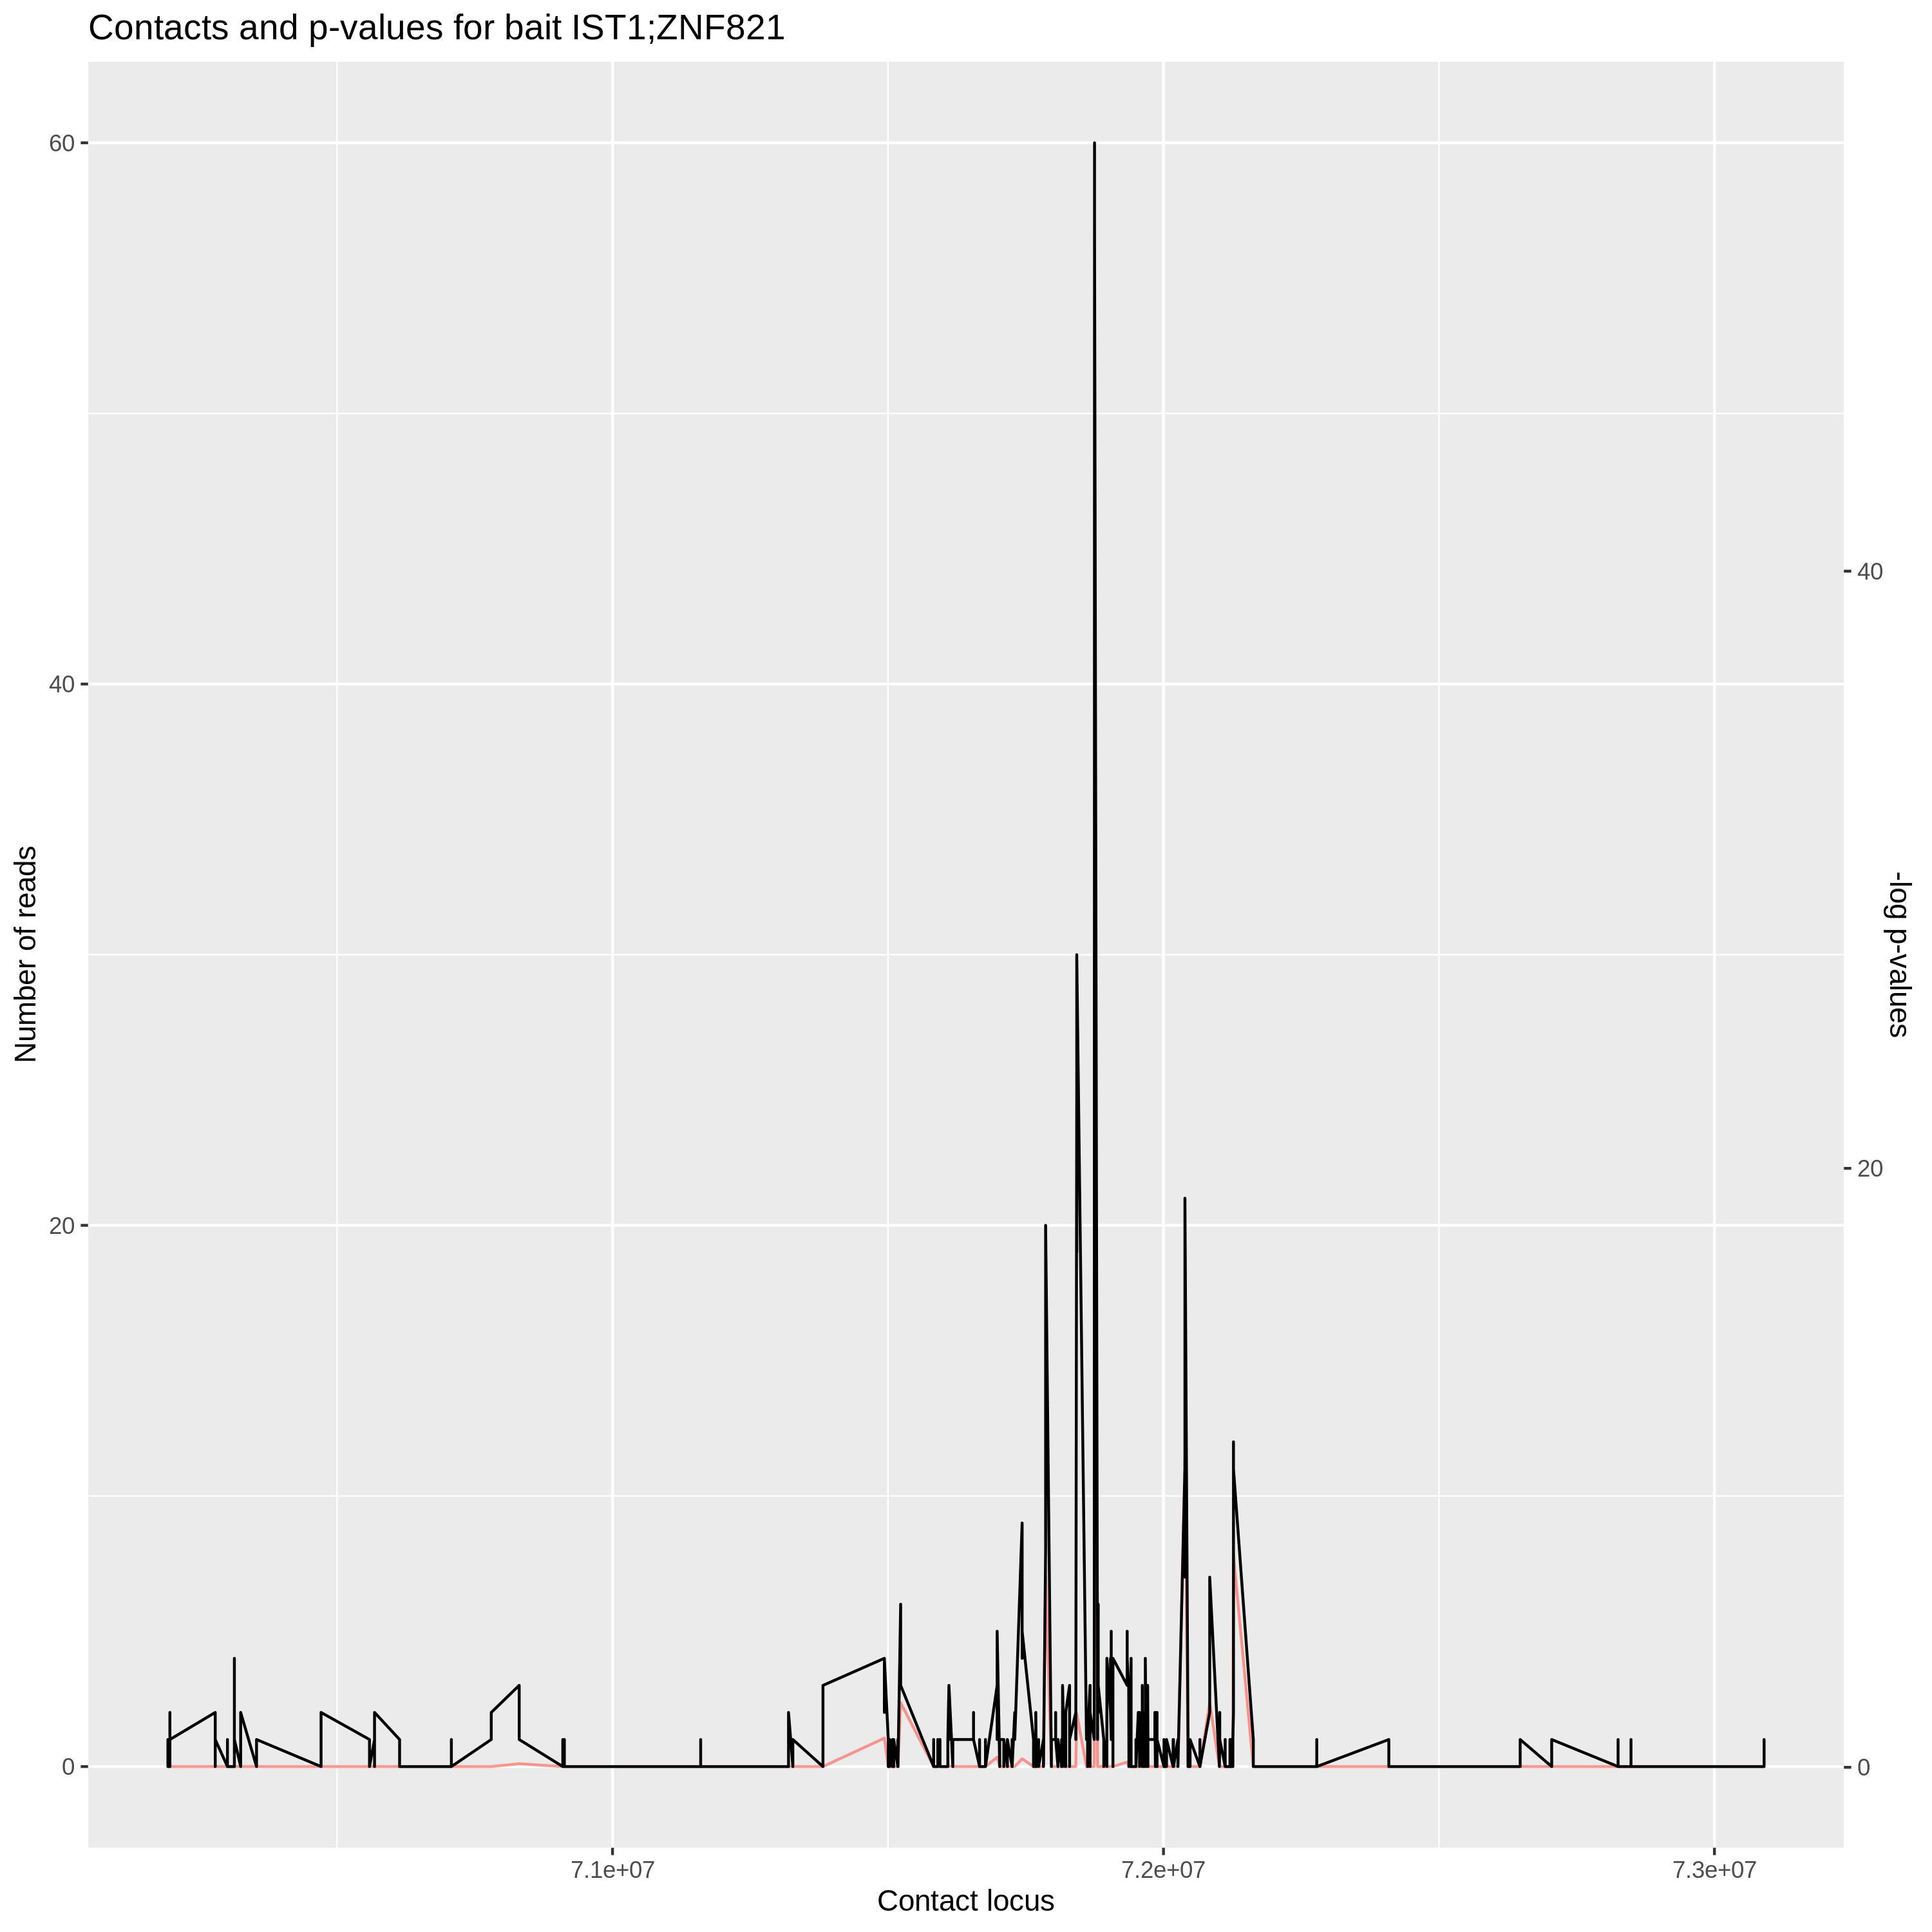 Contacts and p-values for bait IST1;ZNF821
60
40
20
0
Number of reads
40
20
0
-log p-values
7.1e+07
7.2e+07
7.3e+07
Contact locus